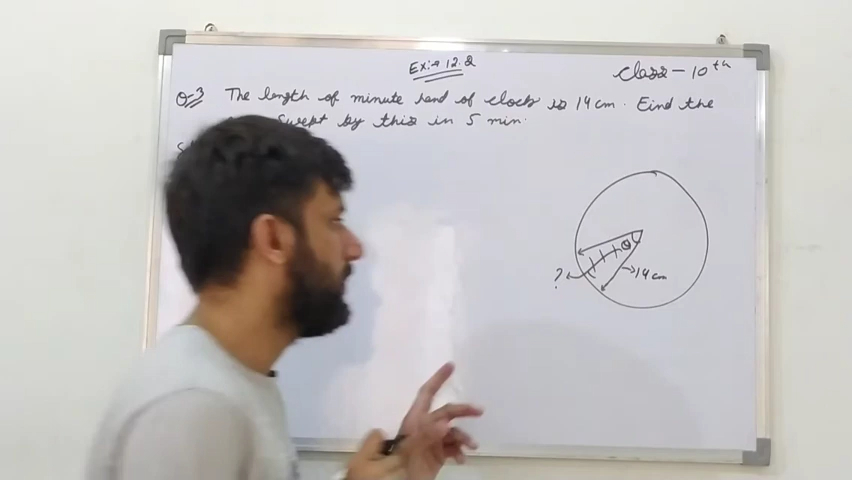 Ex:- 12.2
Class - 10th
Q-3 The length of minute hand of clock is 14 cm. Find the
swept by this in 5 min.
θ
?
14 cm